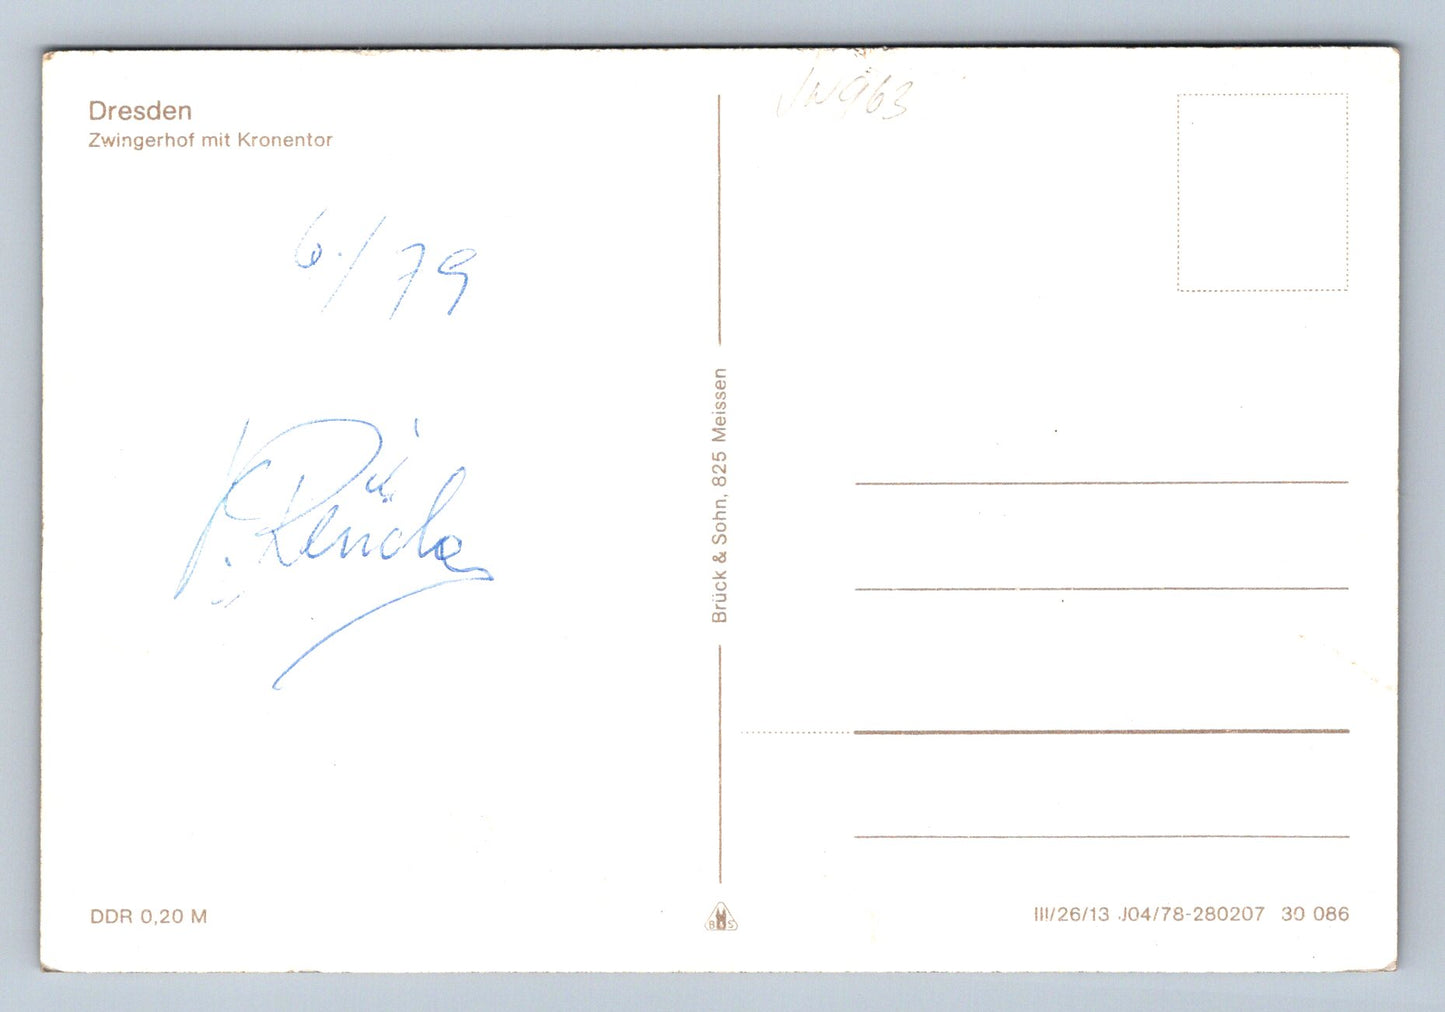 Dresden
Zwingerhof mit Kronentor
6./79
Brück & Sohn, 825 Meissen
DDR 0,20 M
B & S
III/26/13 J04/78-280207 30 086